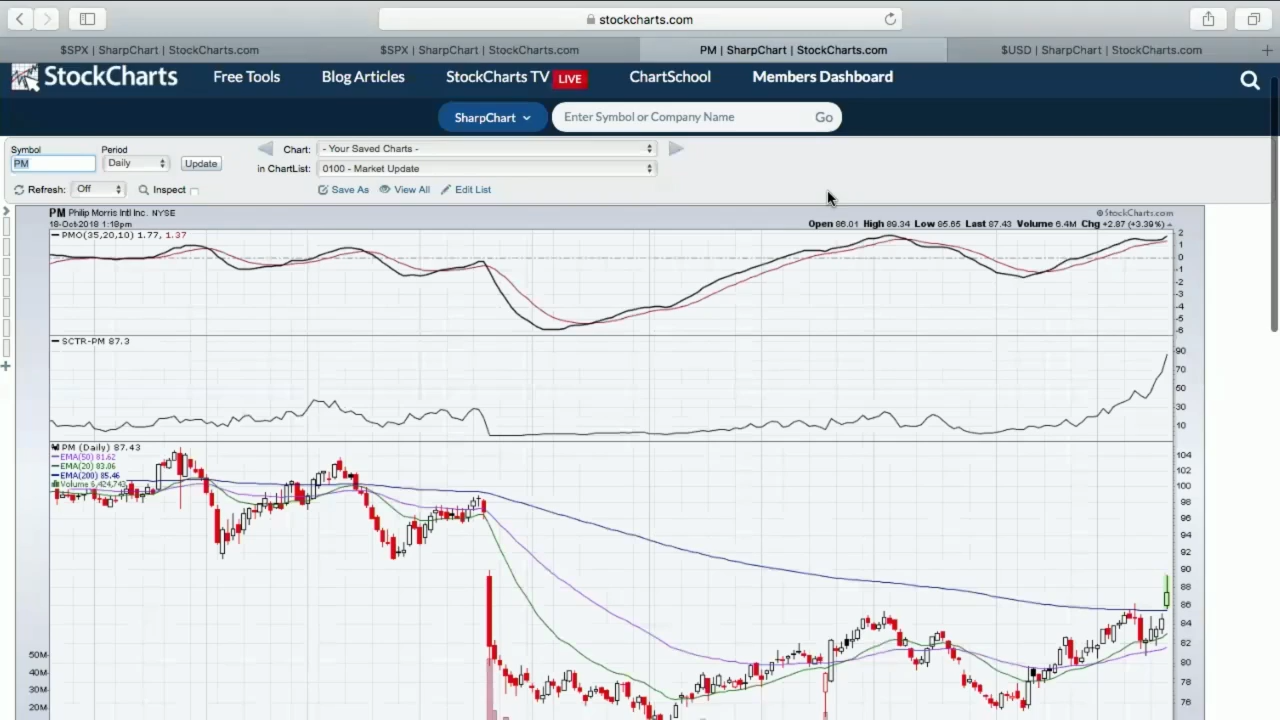 stockcharts.com
$SPX | SharpChart | StockCharts.com
$SPX | SharpChart | StockCharts.com
PM | SharpChart | StockCharts.com
$USD | SharpChart | StockCharts.com
StockCharts
Free Tools
Blog Articles
StockCharts TV LIVE
ChartSchool
Members Dashboard
SharpChart
Enter Symbol or Company Name
Go
Symbol
Period
PM
Daily
Update
Chart: - Your Saved Charts -
in ChartList: 0100 - Market Update
Refresh: Off
Inspect
Save As
View All
Edit List
PM Philip Morris Intl Inc. NYSE
© StockCharts.com
18-Oct-2018 1:18pm
Open 86.01 High 89.34 Low 85.65 Last 87.43 Volume 6.4M Chg +2.87 (+3.39%)
PMO(35,20,10) 1.77, 1.37
2
1
0
-1
-2
-3
-4
-5
-6
SCTR-PM 87.3
90
70
50
30
10
PM (Daily) 87.43
EMA(50) 81.62
EMA(20) 83.06
EMA(200) 85.46
Volume 6,424,743
104
102
100
98
96
94
92
90
88
86
84
82
80
78
76
50M
40M
30M
20M